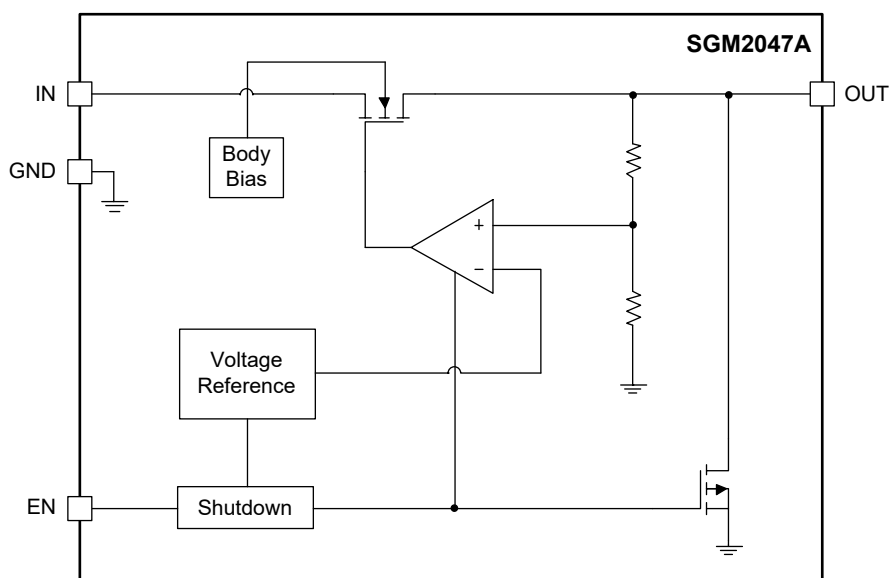 SGM2047A
IN
OUT
Body
Bias
GND
+
−
Voltage
Reference
EN
Shutdown